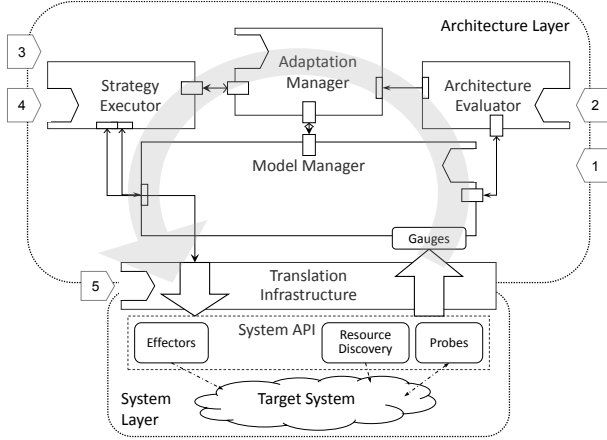 Architecture Layer
3
Adaptation
Manager
Strategy
Executor
Architecture
Evaluator
4
2
Model Manager
1
Gauges
5
Translation
Infrastructure
System API
Effectors
Resource
Discovery
Probes
System
Layer
Target System